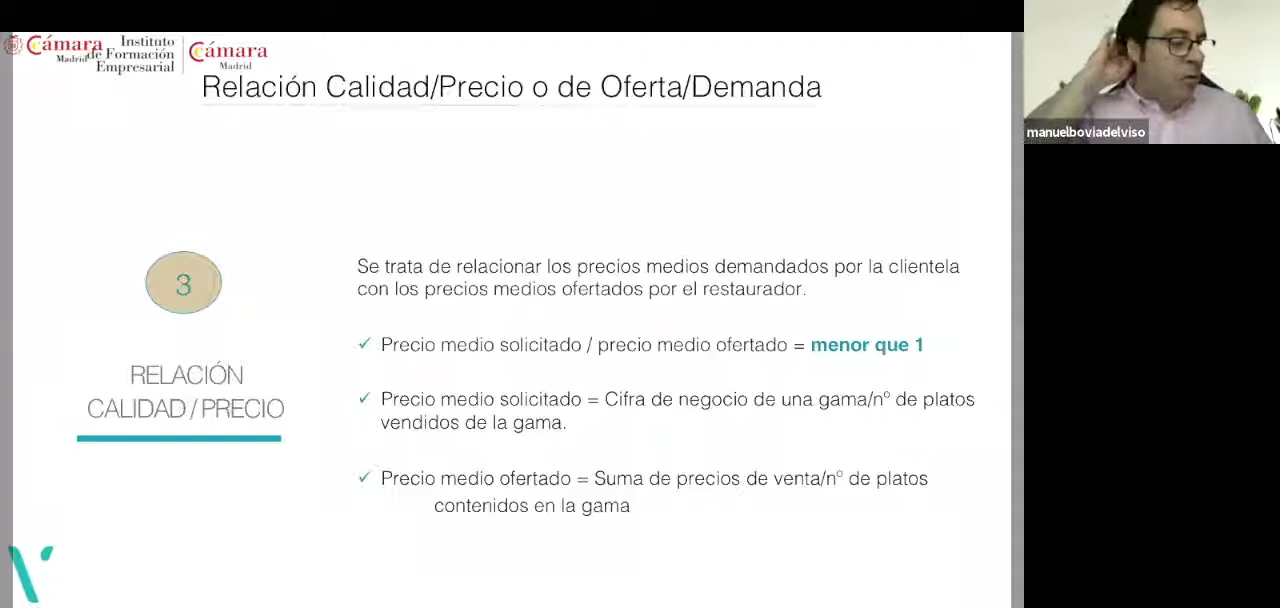 Cámara
Madrid
Instituto
de Formación
Empresarial
Cámara
Madrid
Relación Calidad/Precio o de Oferta/Demanda
manuelboviadelviso
3
RELACIÓN
CALIDAD/PRECIO
Se trata de relacionar los precios medios demandados por la clientela
con los precios medios ofertados por el restaurador.
✓ Precio medio solicitado / precio medio ofertado = menor que 1
✓ Precio medio solicitado = Cifra de negocio de una gama/nº de platos
vendidos de la gama.
✓ Precio medio ofertado = Suma de precios de venta/nº de platos
contenidos en la gama